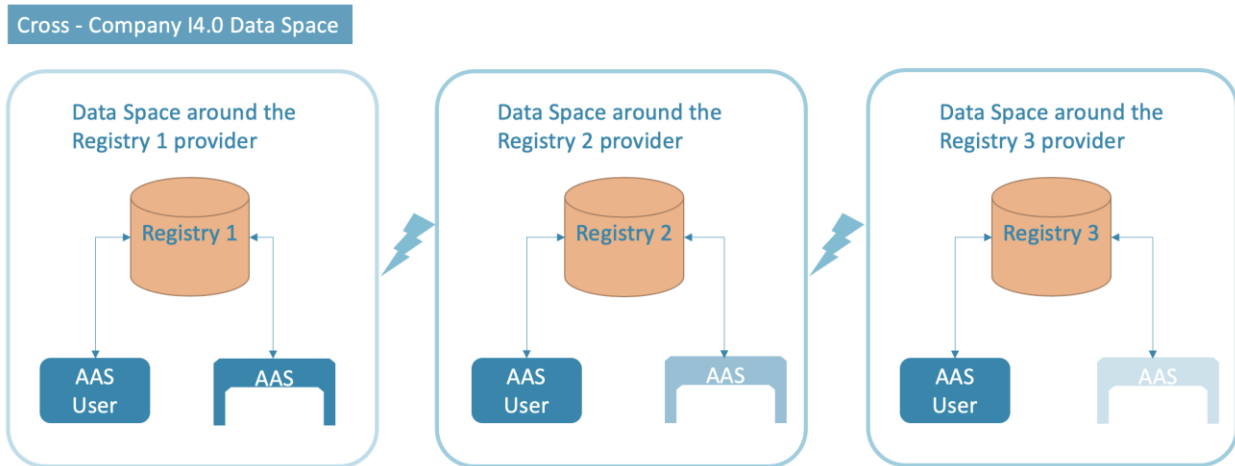 Cross - Company I4.0 Data Space
Data Space around the
Registry 1 provider
Registry 1
AAS
User
AAS
Data Space around the
Registry 2 provider
Registry 2
AAS
User
AAS
Data Space around the
Registry 3 provider
Registry 3
AAS
User
AAS